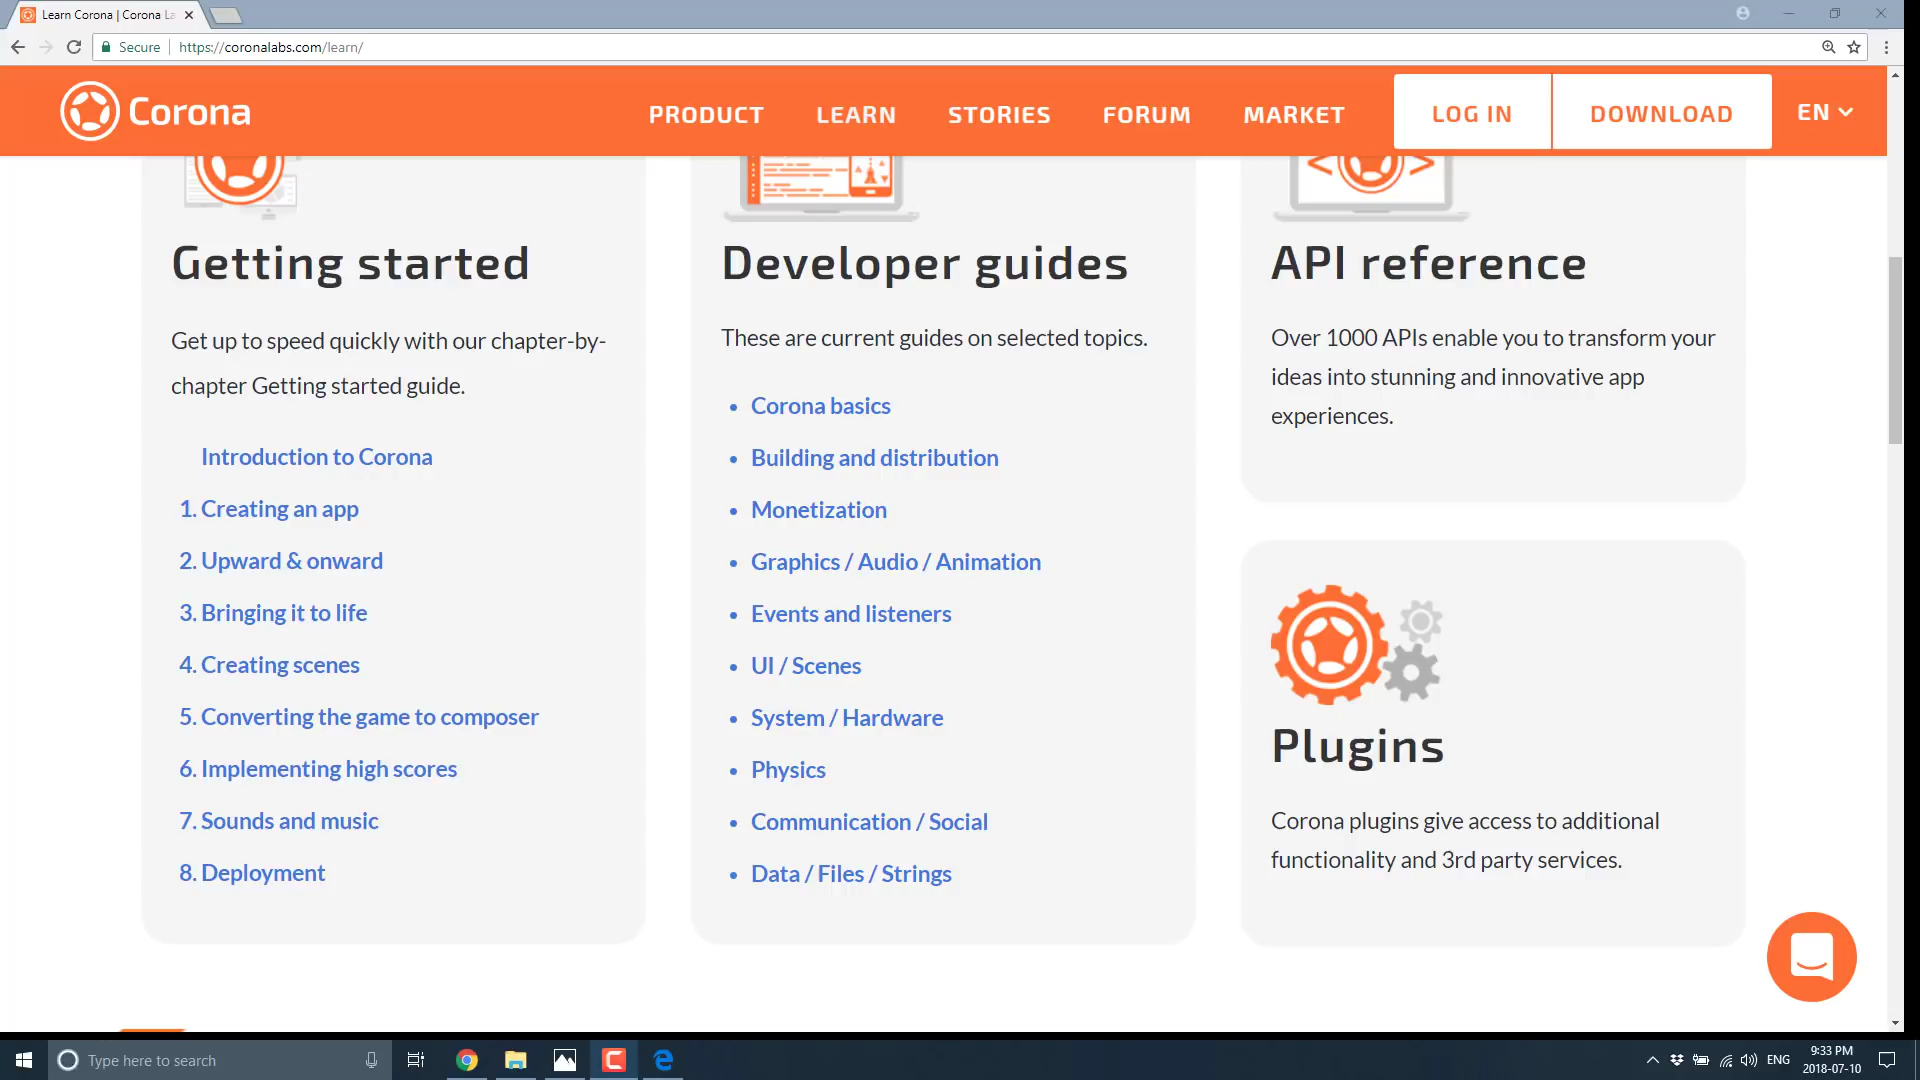 Learn Corona | Corona La
Secure
https://coronalabs.com/learn/
Corona
PRODUCT
LEARN
STORIES
FORUM
MARKET
LOG IN
DOWNLOAD
EN
Getting started
Get up to speed quickly with our chapter-by-
chapter Getting started guide.
Introduction to Corona
1. Creating an app
2. Upward & onward
3. Bringing it to life
4. Creating scenes
5. Converting the game to composer
6. Implementing high scores
7. Sounds and music
8. Deployment
Developer guides
These are current guides on selected topics.
• Corona basics
• Building and distribution
• Monetization
• Graphics / Audio / Animation
• Events and listeners
• UI / Scenes
• System / Hardware
• Physics
• Communication / Social
• Data / Files / Strings
API reference
Over 1000 APIs enable you to transform your
ideas into stunning and innovative app
experiences.
Plugins
Corona plugins give access to additional
functionality and 3rd party services.
Type here to search
ENG
9:33 PM
2018-07-10